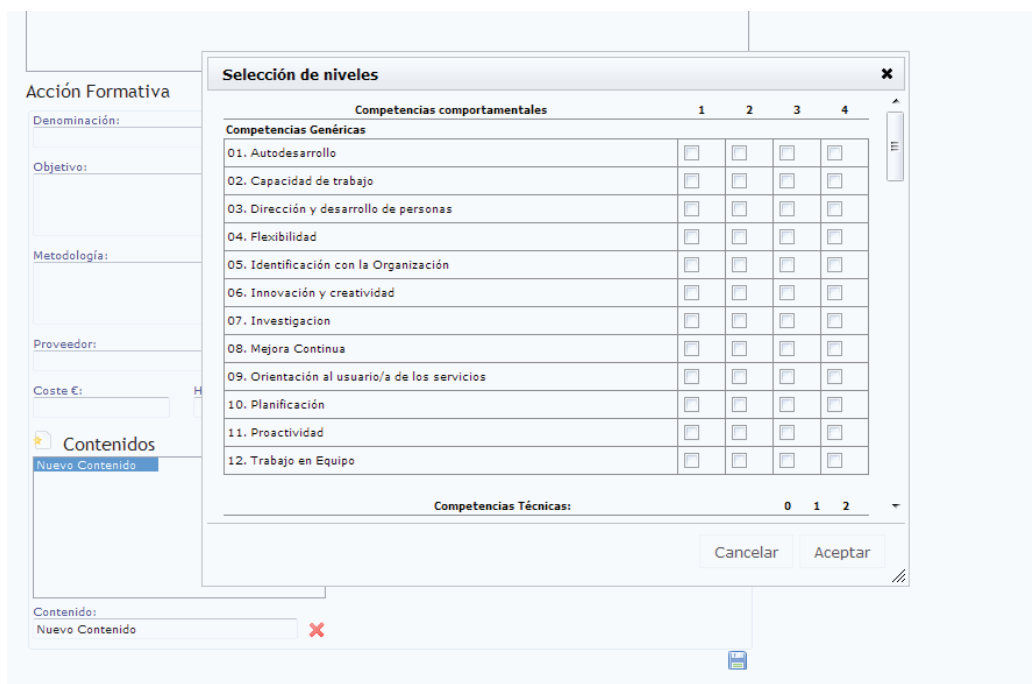 Selección de niveles
Competencias comportamentales 1 2 3 4
Competencias Genéricas
01. Autodesarrollo
02. Capacidad de trabajo
03. Dirección y desarrollo de personas
04. Flexibilidad
05. Identificación con la Organización
06. Innovación y creatividad
07. Investigacion
08. Mejora Continua
09. Orientación al usuario/a de los servicios
10. Planificación
11. Proactividad
12. Trabajo en Equipo
Competencias Técnicas: 0 1 2
Cancelar Aceptar
Acción Formativa
Denominación:
Objetivo:
Metodología:
Proveedor:
Coste €: H
Contenidos
Nuevo Contenido
Contenido:
Nuevo Contenido